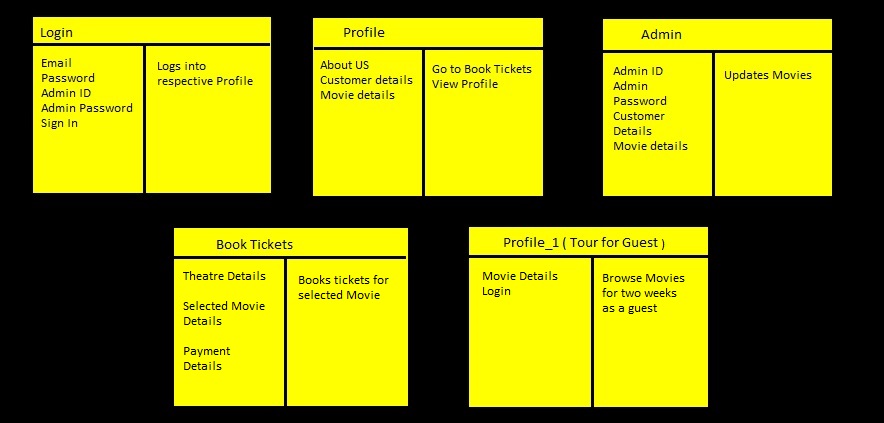 Login
Email
Password
Admin ID
Admin Password
Sign In
Logs into
respective Profile
Profile
About US
Customer details
Movie details
Go to Book Tickets
View Profile
Admin
Admin ID
Admin
Password
Customer
Details
Movie details
Updates Movies
Book Tickets
Theatre Details
Selected Movie
Details
Payment
Details
Books tickets for
selected Movie
Profile_1 ( Tour for Guest )
Movie Details
Login
Browse Movies
for two weeks
as a guest